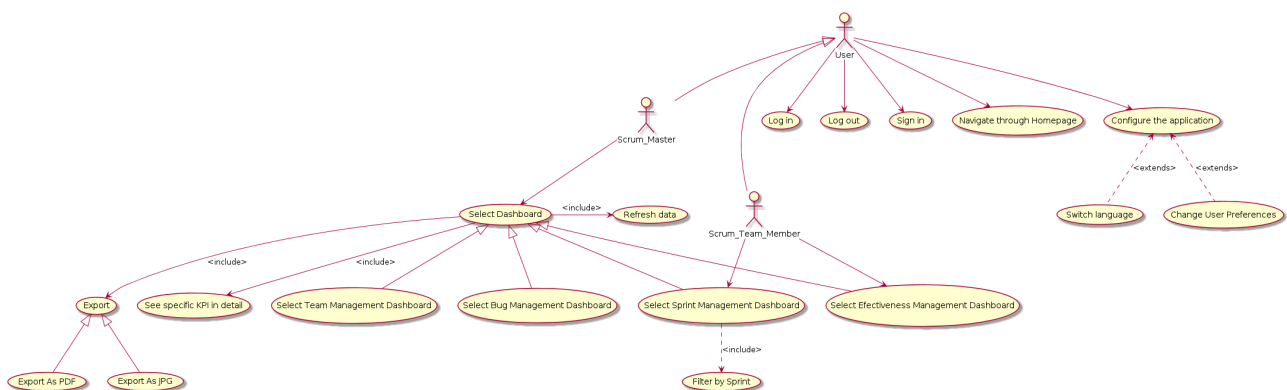 User
Scrum_Master
Log in
Log out
Sign in
Navigate through Homepage
Configure the application
<extends>
<extends>
Select Dashboard
<include>
Refresh data
Scrum_Team_Member
Switch language
Change User Preferences
<include>
<include>
Export
See specific KPI in detail
Select Team Management Dashboard
Select Bug Management Dashboard
Select Sprint Management Dashboard
Select Efectiveness Management Dashboard
<include>
Export As PDF
Export As JPG
Filter by Sprint